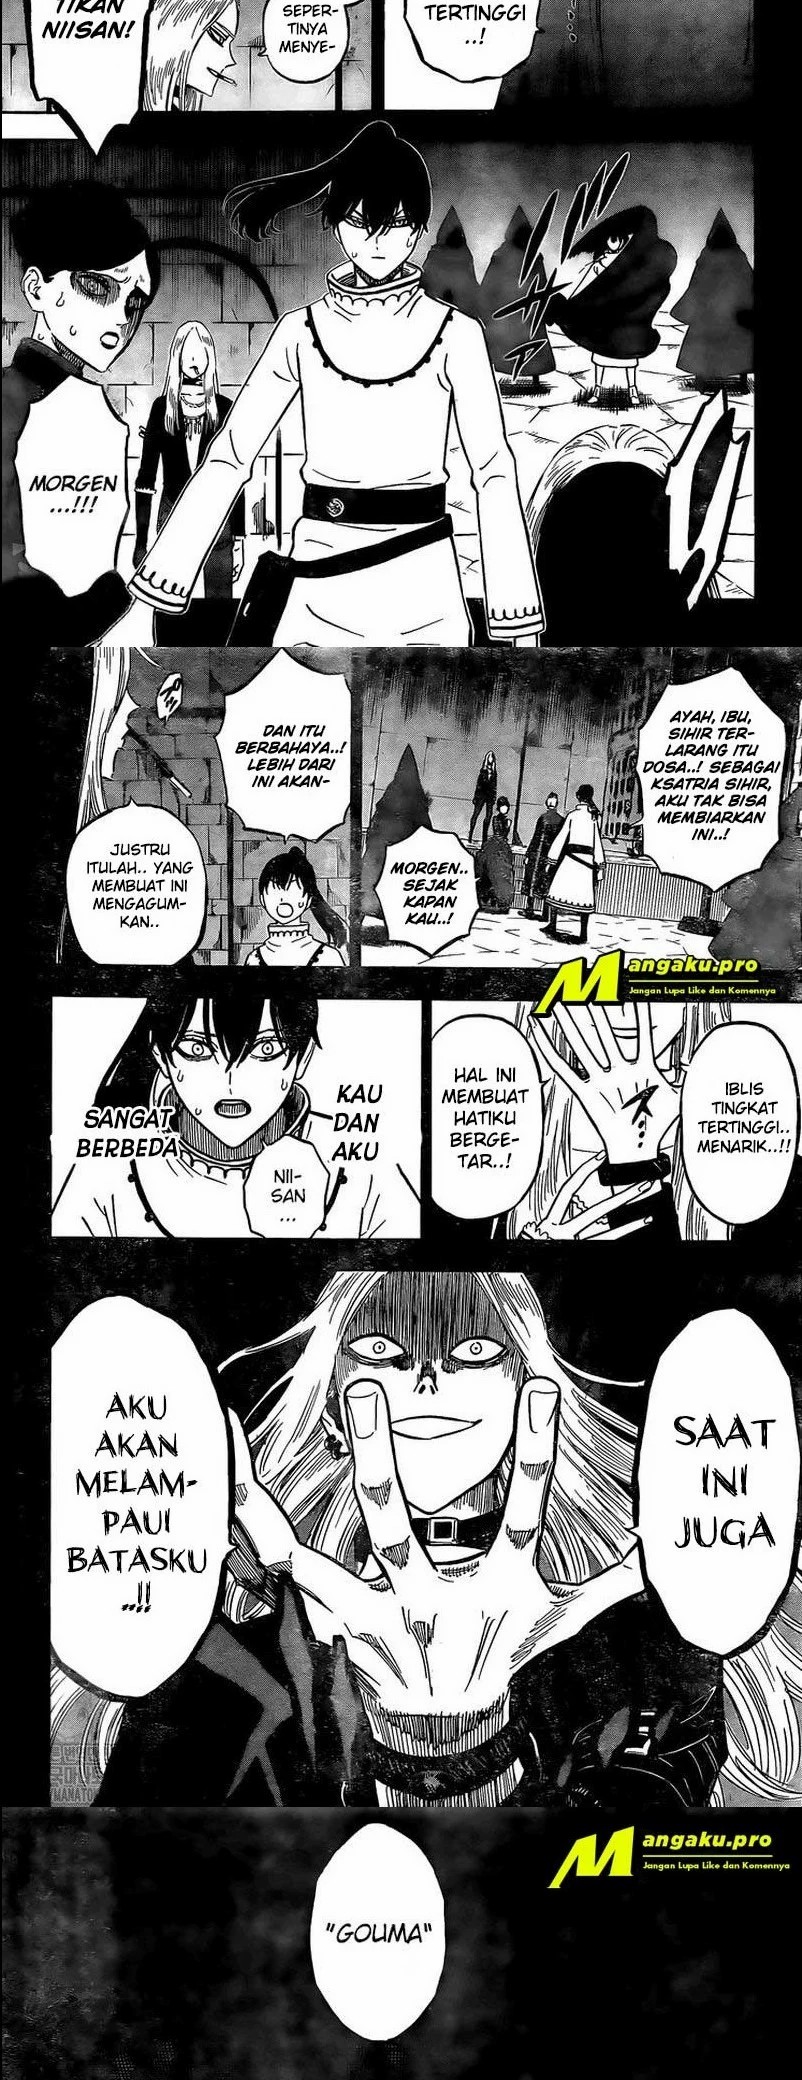 TIKAN
NIISAN!
SEPER-
TINYA
MENYE-
TERTINGGI
..!
MORGEN
...!!!
AYAH, IBU,
SIHIR TER-
LARANG ITU
DOSA..! SEBAGAI
KSATRIA SIHIR,
AKU TAK BISA
MEMBIARKAN
INI..!
MORGEN..
SEJAK
KAPAN
KAU..!
DAN ITU
BERBAHAYA..!
LEBIH DARI
INI AKAN-
JUSTRU
ITULAH.. YANG
MEMBUAT INI
MENGAGUM-
KAN..
Mangaku.pro
Jangan Lupa Like dan Komennya
IBLIS
TINGKAT
TERTINGGI..
MENARIK..!!
HAL INI
MEMBUAT
HATIKU
BERGE-
TAR..!
KAU
DAN
AKU
SANGAT
BERBEDA
NII-
SAN
...
SAAT
INI
JUGA
AKU
AKAN
MELAM-
PAUI
BATASKU
..!!
Mangaku.pro
Jangan Lupa Like dan Komennya
"GOUMA"